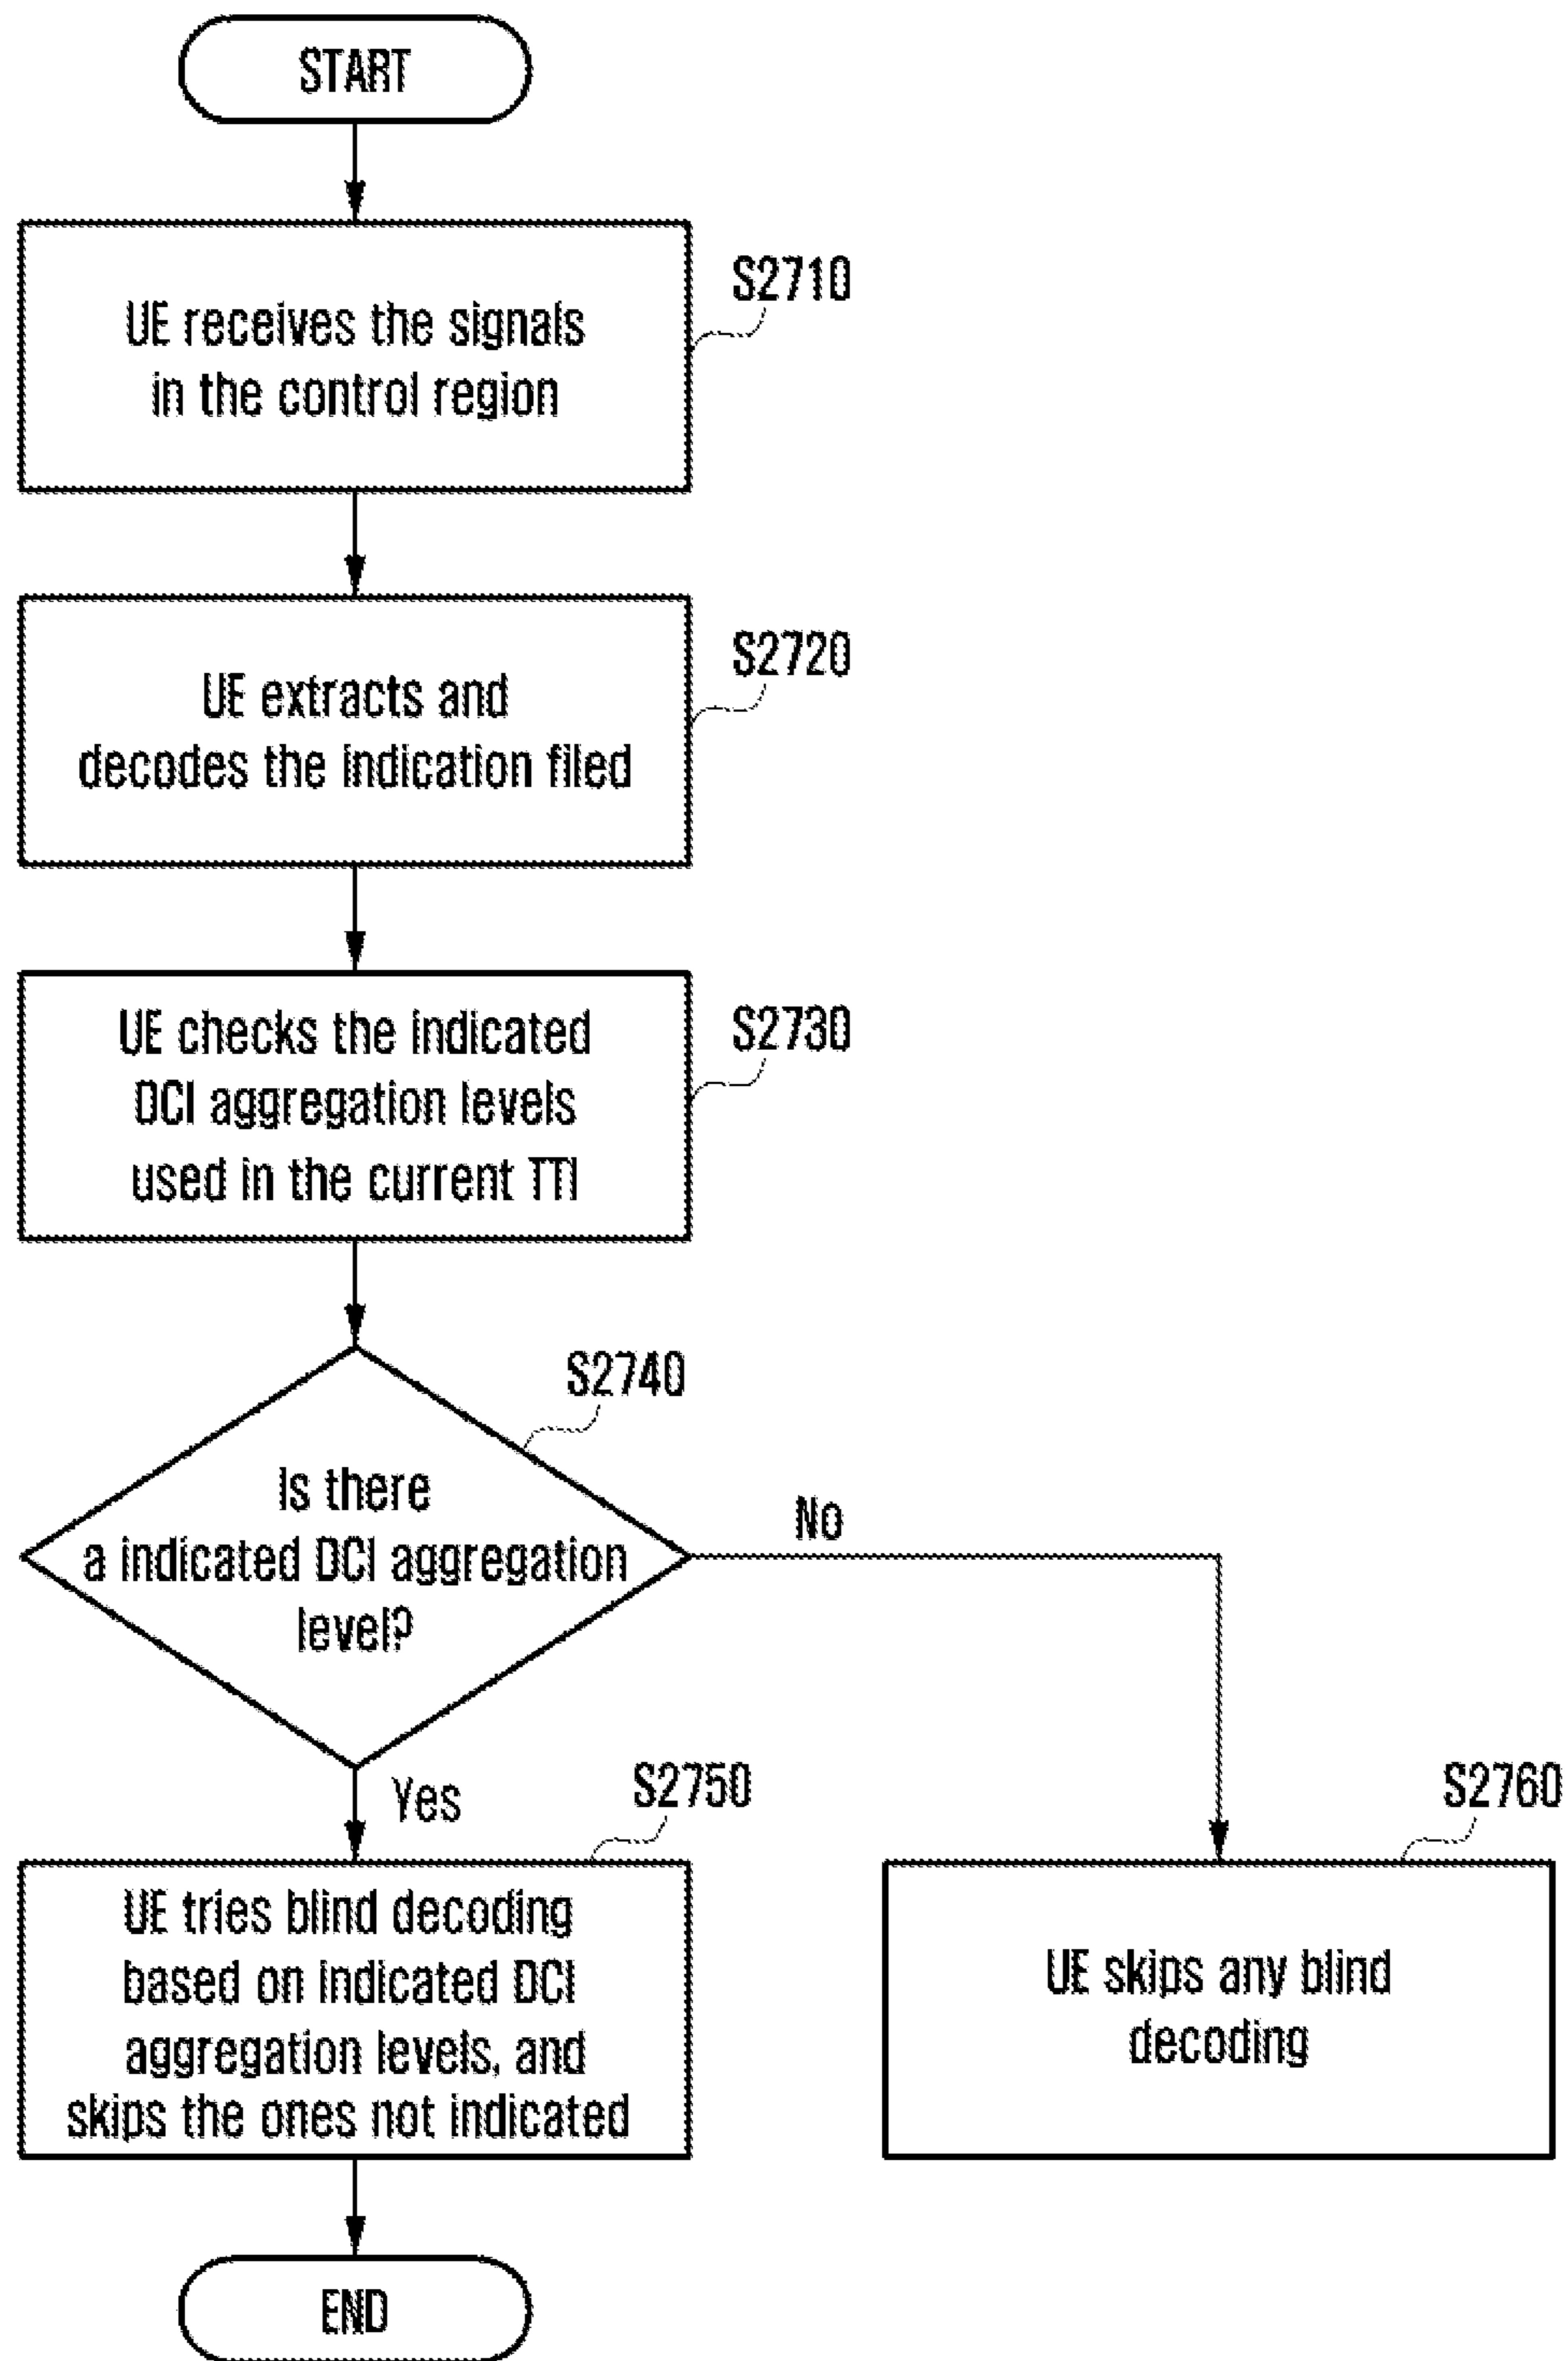 START
S2710
UE receives the signals
in the control region
S2720
UE extracts and
decodes the indication filed
S2730
UE checks the indicated
DCI aggregation levels
used in the current TTI
S2740
Is there
a indicated DCI aggregation
level?
No
Yes
S2750
UE tries blind decoding
based on indicated DCI
aggregation levels, and
skips the ones not indicated
S2760
UE skips any blind
decoding
END